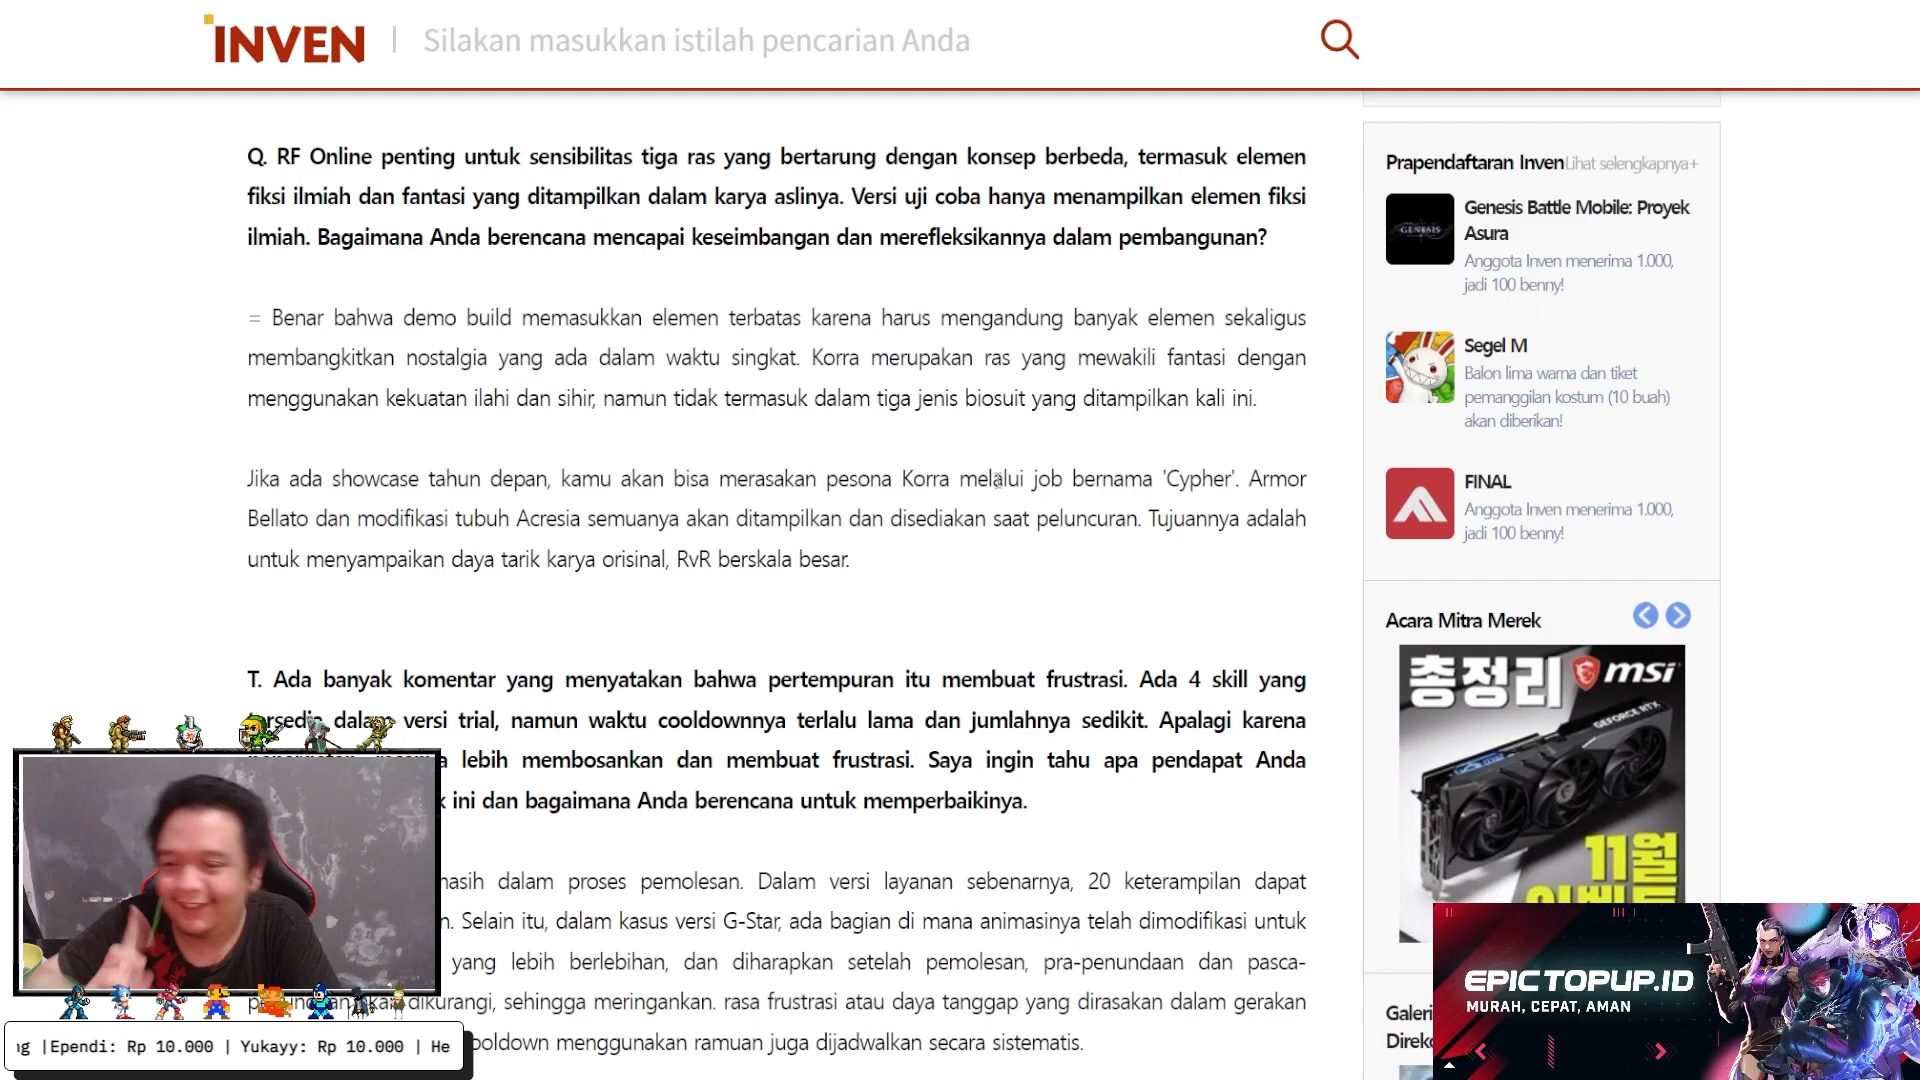 INVEN | Silakan masukkan istilah pencarian Anda
Q. RF Online penting untuk sensibilitas tiga ras yang bertarung dengan konsep berbeda, termasuk elemen
fiksi ilmiah dan fantasi yang ditampilkan dalam karya aslinya. Versi uji coba hanya menampilkan elemen fiksi
ilmiah. Bagaimana Anda berencana mencapai keseimbangan dan merefleksikannya dalam pembangunan?
= Benar bahwa demo build memasukkan elemen terbatas karena harus mengandung banyak elemen sekaligus
membangkitkan nostalgia yang ada dalam waktu singkat. Korra merupakan ras yang mewakili fantasi dengan
menggunakan kekuatan ilahi dan sihir, namun tidak termasuk dalam tiga jenis biosuit yang ditampilkan kali ini.
Jika ada showcase tahun depan, kamu akan bisa merasakan pesona Korra melalui job bernama 'Cypher'. Armor
Bellato dan modifikasi tubuh Acresia semuanya akan ditampilkan dan disediakan saat peluncuran. Tujuannya adalah
untuk menyampaikan daya tarik karya orisinal, RvR berskala besar.
T. Ada banyak komentar yang menyatakan bahwa pertempuran itu membuat frustrasi. Ada 4 skill yang
tersedia dalam versi trial, namun waktu cooldownnya terlalu lama dan jumlahnya sedikit. Apalagi karena
lebih membosankan dan membuat frustrasi. Saya ingin tahu apa pendapat Anda
ini dan bagaimana Anda berencana untuk memperbaikinya.
masih dalam proses pemolesan. Dalam versi layanan sebenarnya, 20 keterampilan dapat
Selain itu, dalam kasus versi G-Star, ada bagian di mana animasinya telah dimodifikasi untuk
yang lebih berlebihan, dan diharapkan setelah pemolesan, pra-penundaan dan pasca-
dikurangi, sehingga meringankan. rasa frustrasi atau daya tanggap yang dirasakan dalam gerakan
cooldown menggunakan ramuan juga dijadwalkan secara sistematis.
ng |Ependi: Rp 10.000 | Yukayy: Rp 10.000 | He
Prapendaftaran Inven Lihat selengkapnya+
GENESIS
Genesis Battle Mobile: Proyek
Asura
Anggota Inven menerima 1.000,
jadi 100 benny!
Segel M
Balon lima warna dan tiket
pemanggilan kostum (10 buah)
akan diberikan!
FINAL
Anggota Inven menerima 1.000,
jadi 100 benny!
Acara Mitra Merek
총정리 msi
GEFORCE RTX
11월
이벤트
Galeri
EPICTOPUP.ID
MURAH, CEPAT, AMAN